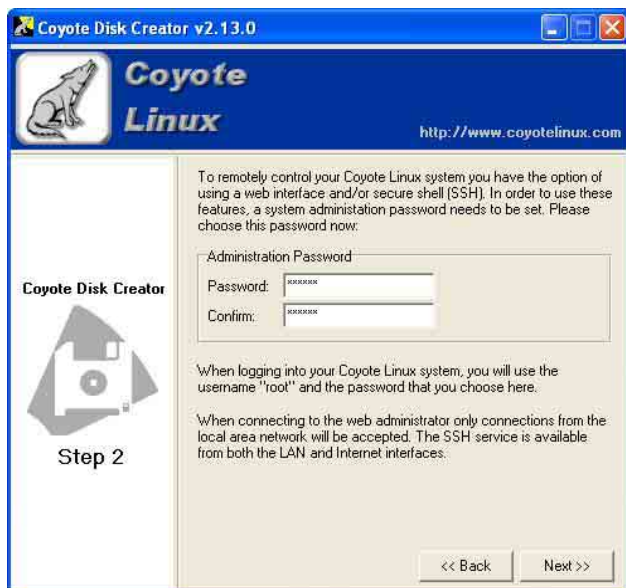 Coyote Disk Creator v2.13.0
Coyote
Linux
http://www.coyotelinux.com
To remotely control your Coyote Linux system you have the option of
using a web interface and/or secure shell (SSH). In order to use these
features, a system administation password needs to be set. Please
choose this password now:
Administration Password
Password: ******
Confirm: ******
Coyote Disk Creator
Step 2
When logging into your Coyote Linux system, you will use the
username "root" and the password that you choose here.
When connecting to the web administrator only connections from the
local area network will be accepted. The SSH service is available
from both the LAN and Internet interfaces.
<< Back
Next >>